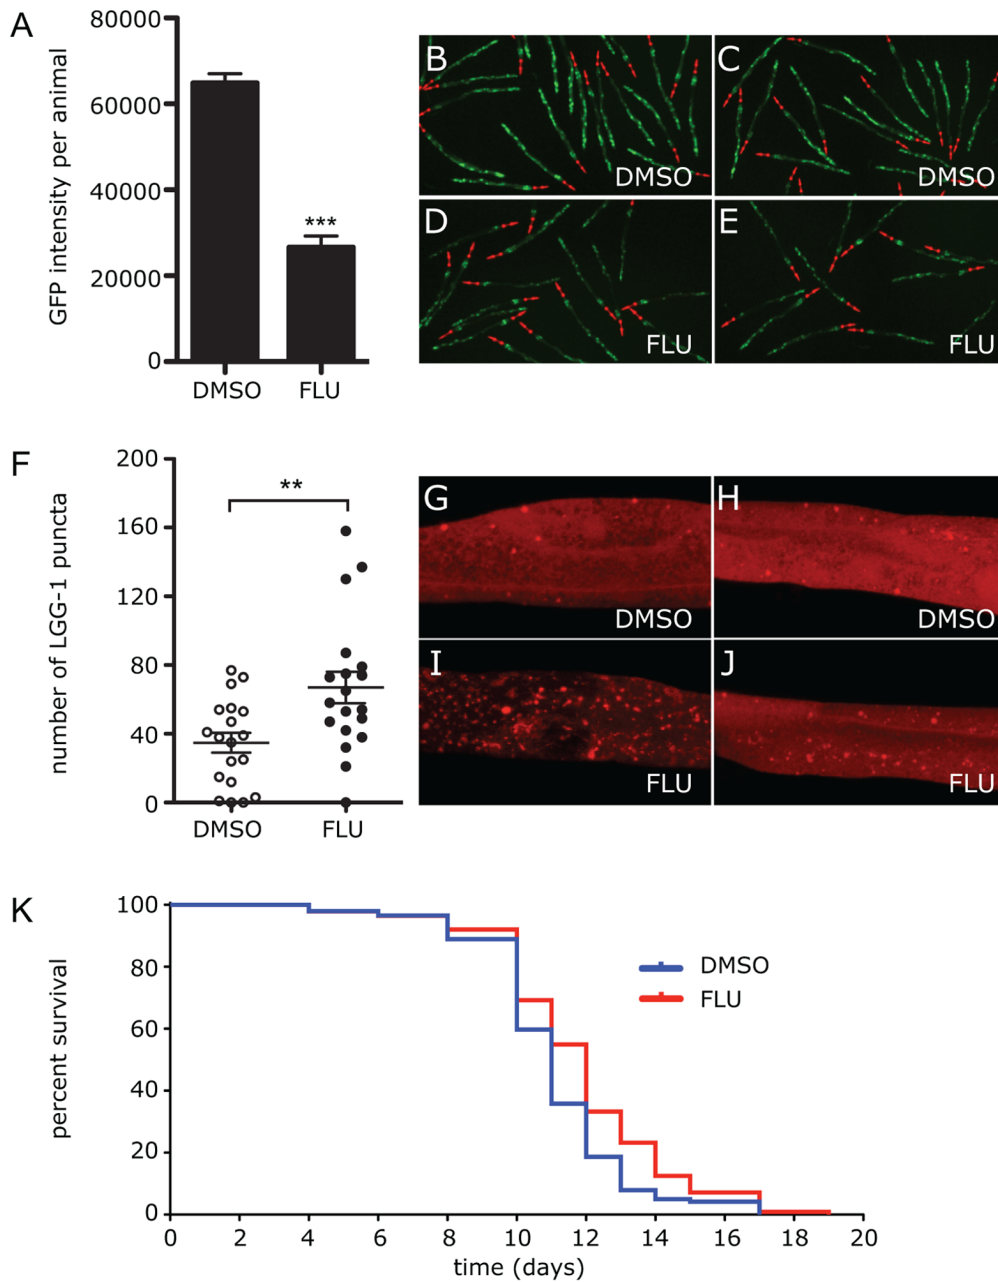 A
GFP intensity per animal
80000
60000
40000
20000
0
***
DMSO
FLU
B
DMSO
C
DMSO
D
FLU
E
FLU
F
number of LGG-1 puncta
200
160
120
80
40
0
**
DMSO
FLU
G
DMSO
H
DMSO
I
FLU
J
FLU
K
percent survival
100
80
60
40
20
0
DMSO
FLU
0 2 4 6 8 10 12 14 16 18 20
time (days)